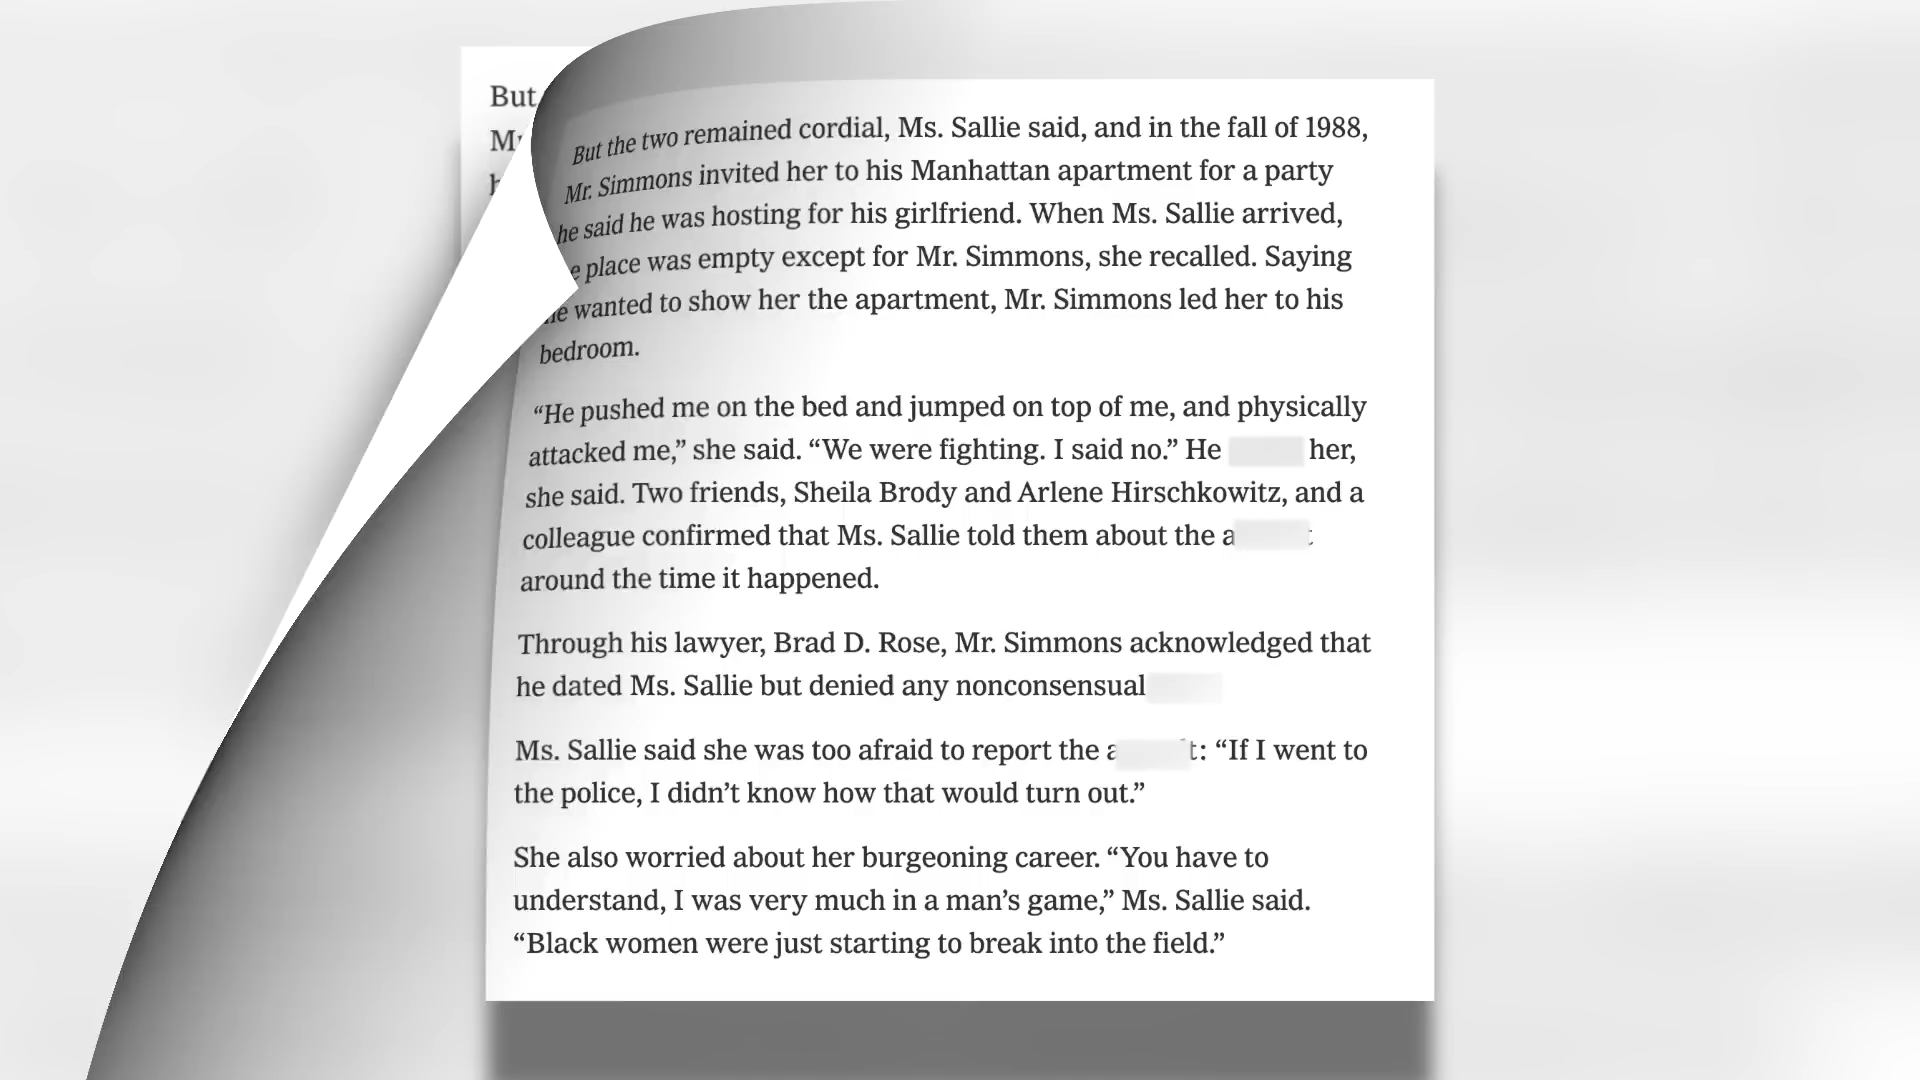 But
But the two remained cordial, Ms. Sallie said, and in the fall of 1988,
Mr. Simmons invited her to his Manhattan apartment for a party
he said he was hosting for his girlfriend. When Ms. Sallie arrived,
place was empty except for Mr. Simmons, she recalled. Saying
he wanted to show her the apartment, Mr. Simmons led her to his
bedroom.
“He pushed me on the bed and jumped on top of me, and physically
attacked me,” she said. “We were fighting. I said no.” He her,
she said. Two friends, Sheila Brody and Arlene Hirschkowitz, and a
colleague confirmed that Ms. Sallie told them about the
around the time it happened.
Through his lawyer, Brad D. Rose, Mr. Simmons acknowledged that
he dated Ms. Sallie but denied any nonconsensual
Ms. Sallie said she was too afraid to report the : “If I went to
the police, I didn’t know how that would turn out.”
She also worried about her burgeoning career. “You have to
understand, I was very much in a man’s game,” Ms. Sallie said.
“Black women were just starting to break into the field.”